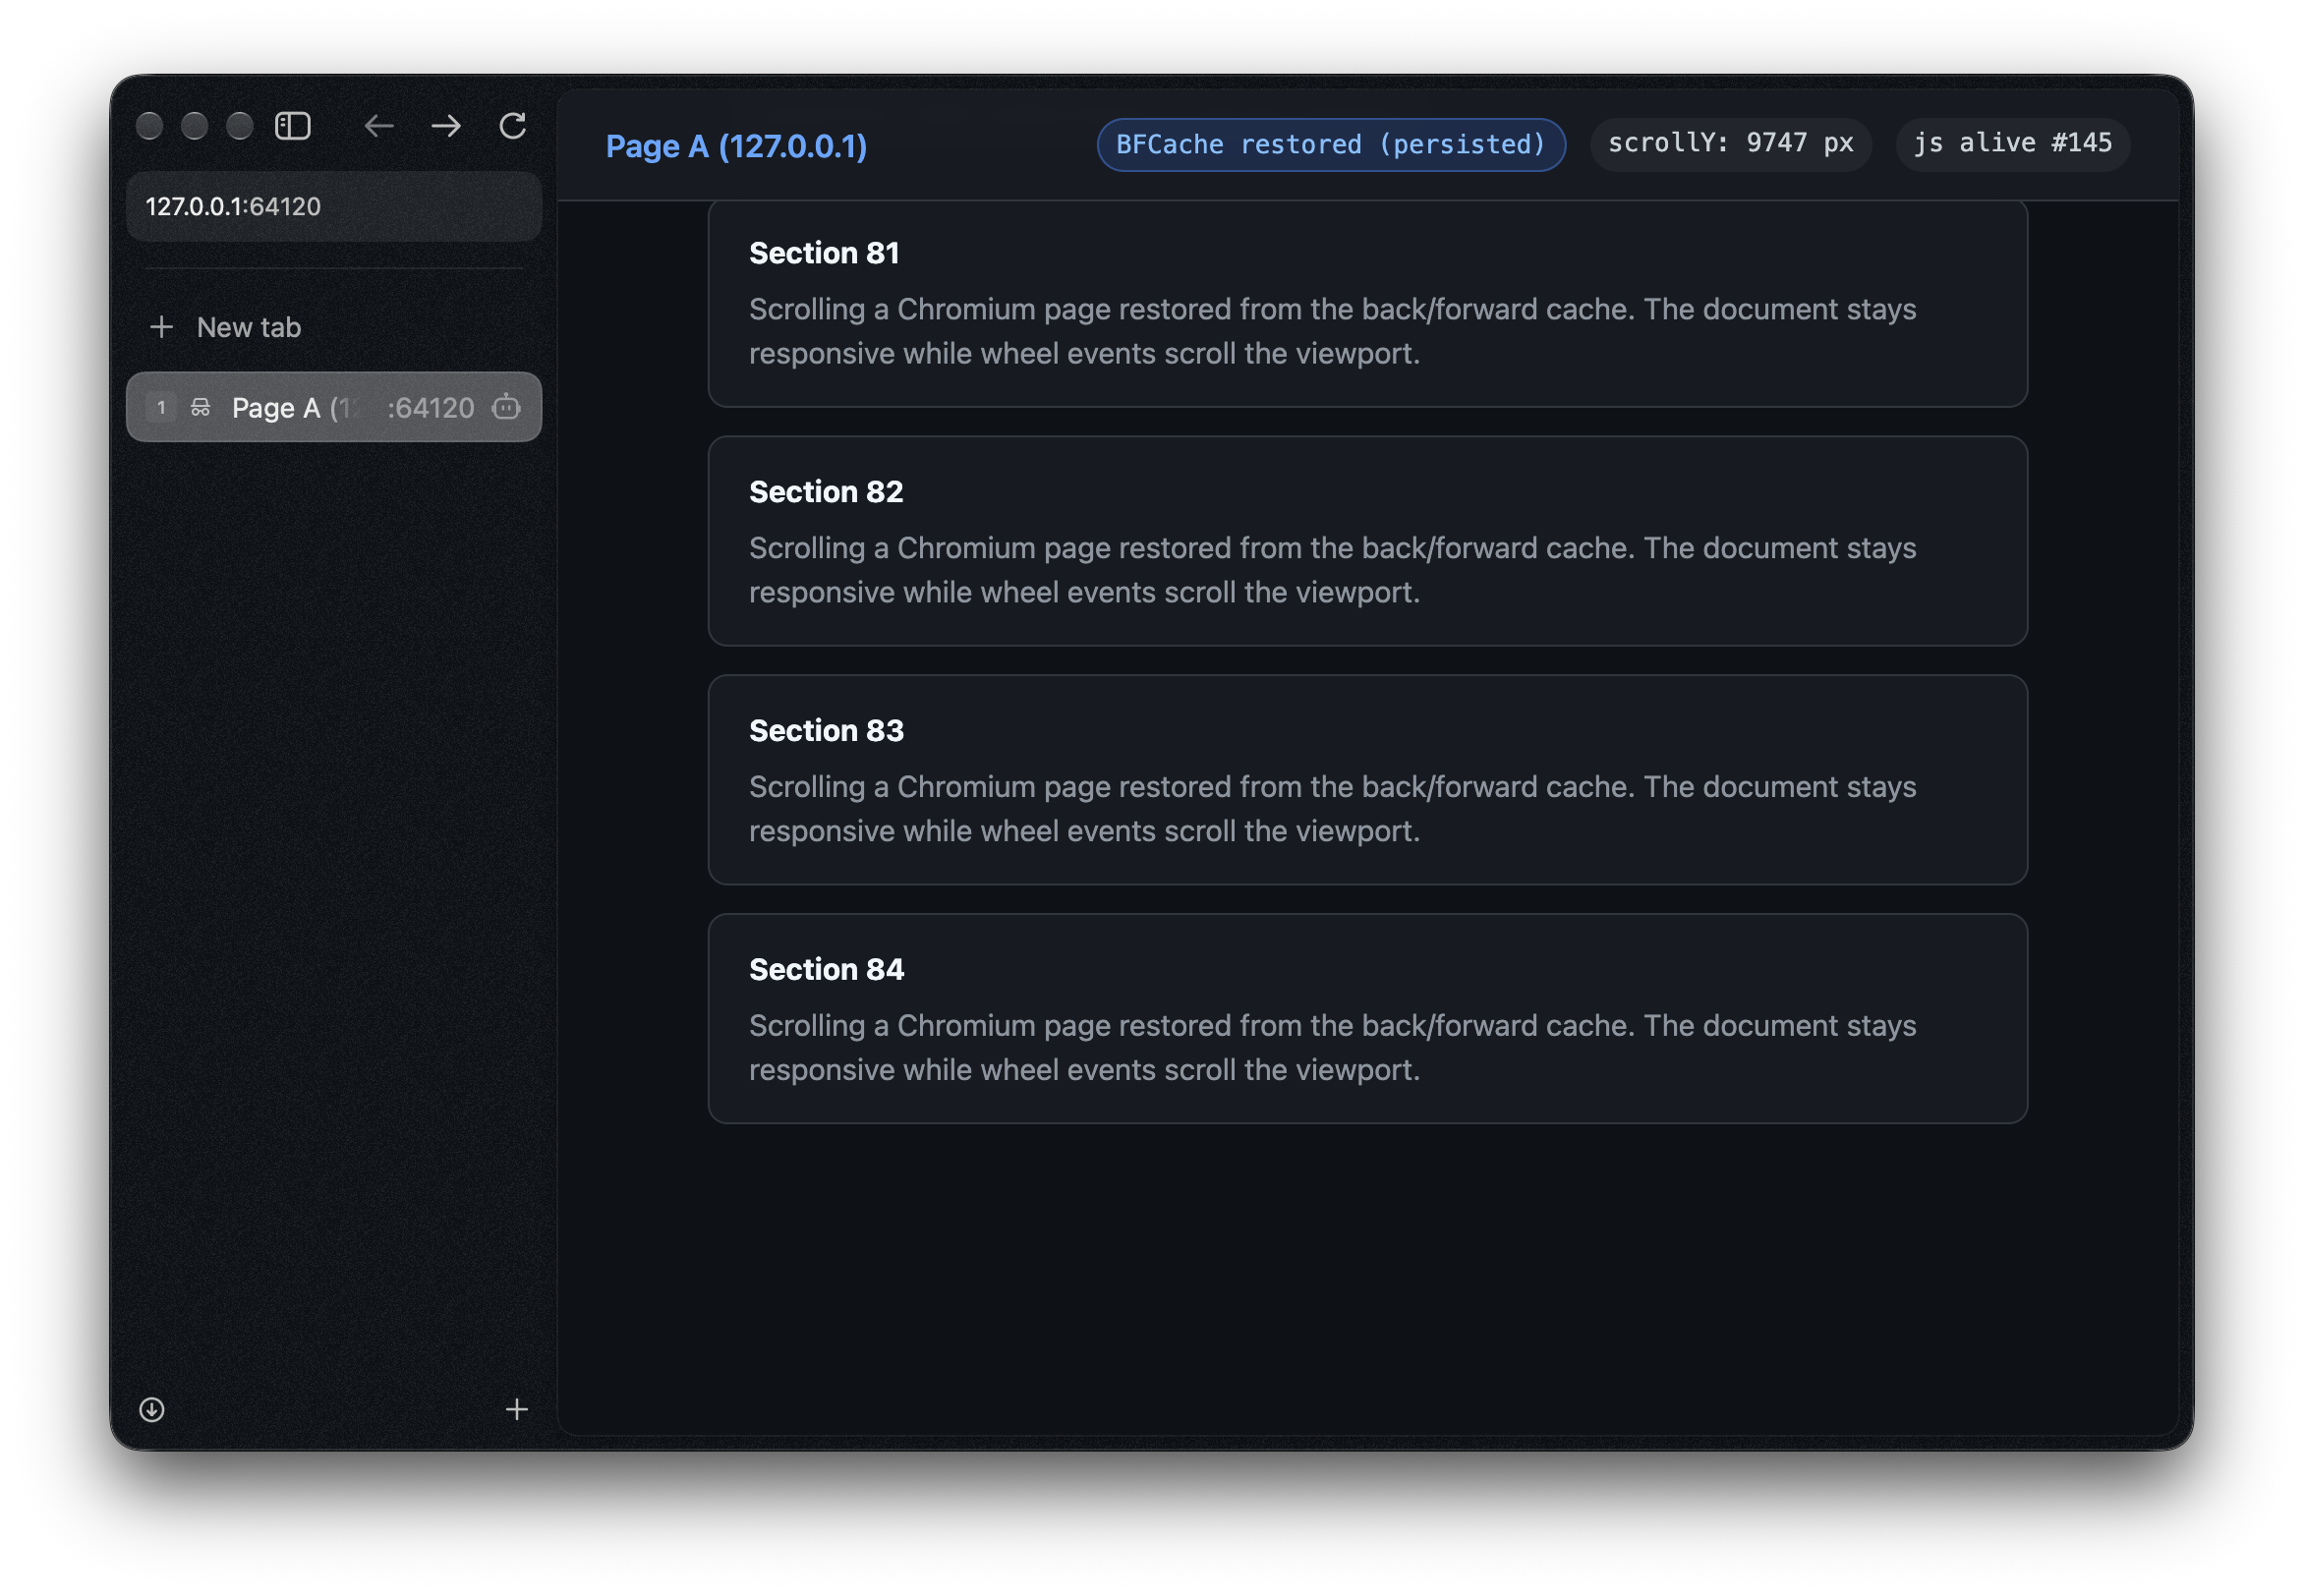 127.0.0.1:64120
New tab
1 Page A (12 :64120
Page A (127.0.0.1)
BFCache restored (persisted)
scrollY: 9747 px
js alive #145
Section 81
Scrolling a Chromium page restored from the back/forward cache. The document stays
responsive while wheel events scroll the viewport.
Section 82
Scrolling a Chromium page restored from the back/forward cache. The document stays
responsive while wheel events scroll the viewport.
Section 83
Scrolling a Chromium page restored from the back/forward cache. The document stays
responsive while wheel events scroll the viewport.
Section 84
Scrolling a Chromium page restored from the back/forward cache. The document stays
responsive while wheel events scroll the viewport.